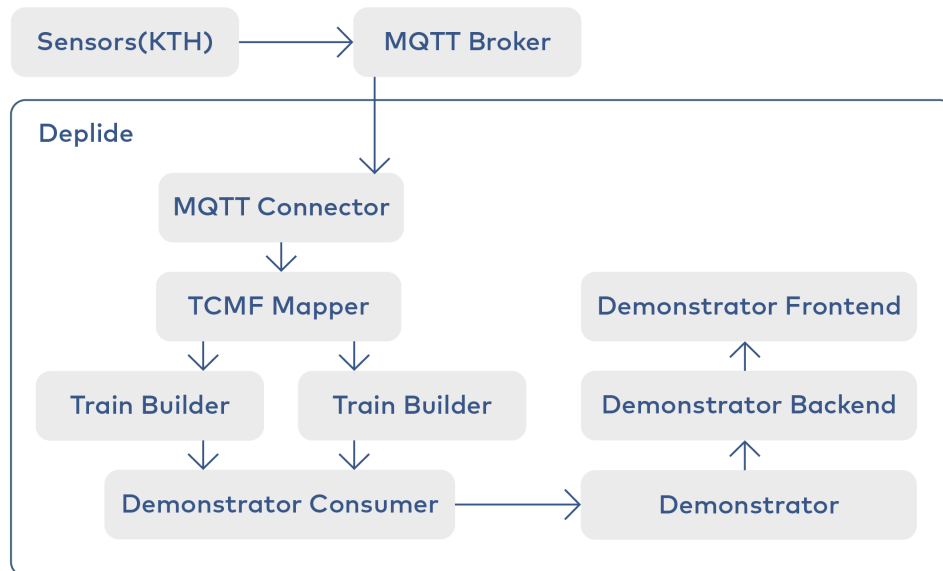 Sensors(KTH)
MQTT Broker
Deplide
MQTT Connector
TCMF Mapper
Demonstrator Frontend
Train Builder
Train Builder
Demonstrator Backend
Demonstrator Consumer
Demonstrator